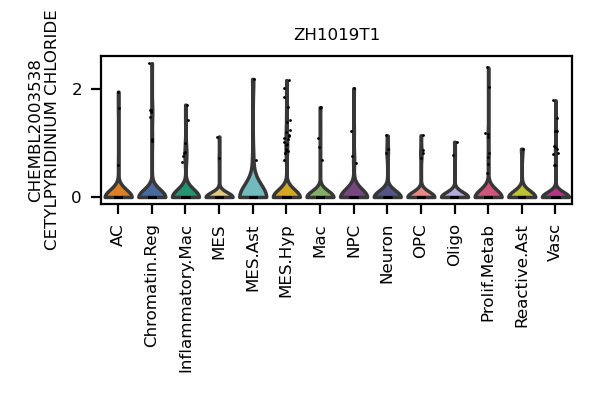 ZH1019T1
CHEMBL2003538
CETYLPYRIDINIUM CHLORIDE
2
0
AC
Chromatin.Reg
Inflammatory.Mac
MES
MES.Ast
MES.Hyp
Mac
NPC
Neuron
OPC
Oligo
Prolif.Metab
Reactive.Ast
Vasc